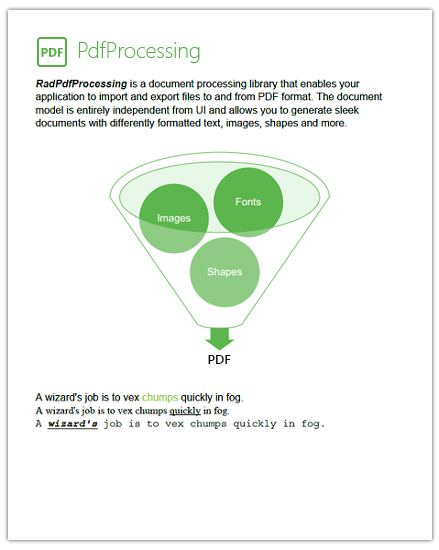 PDF PdfProcessing
RadPdfProcessing is a document processing library that enables your
application to import and export files to and from PDF format. The document
model is entirely independent from UI and allows you to generate sleek
documents with differently formatted text, images, shapes and more.
Fonts
Images
Shapes
PDF
A wizard's job is to vex chumps quickly in fog.
A wizard's job is to vex chumps quickly in fog.
A wizard's job is to vex chumps quickly in fog.